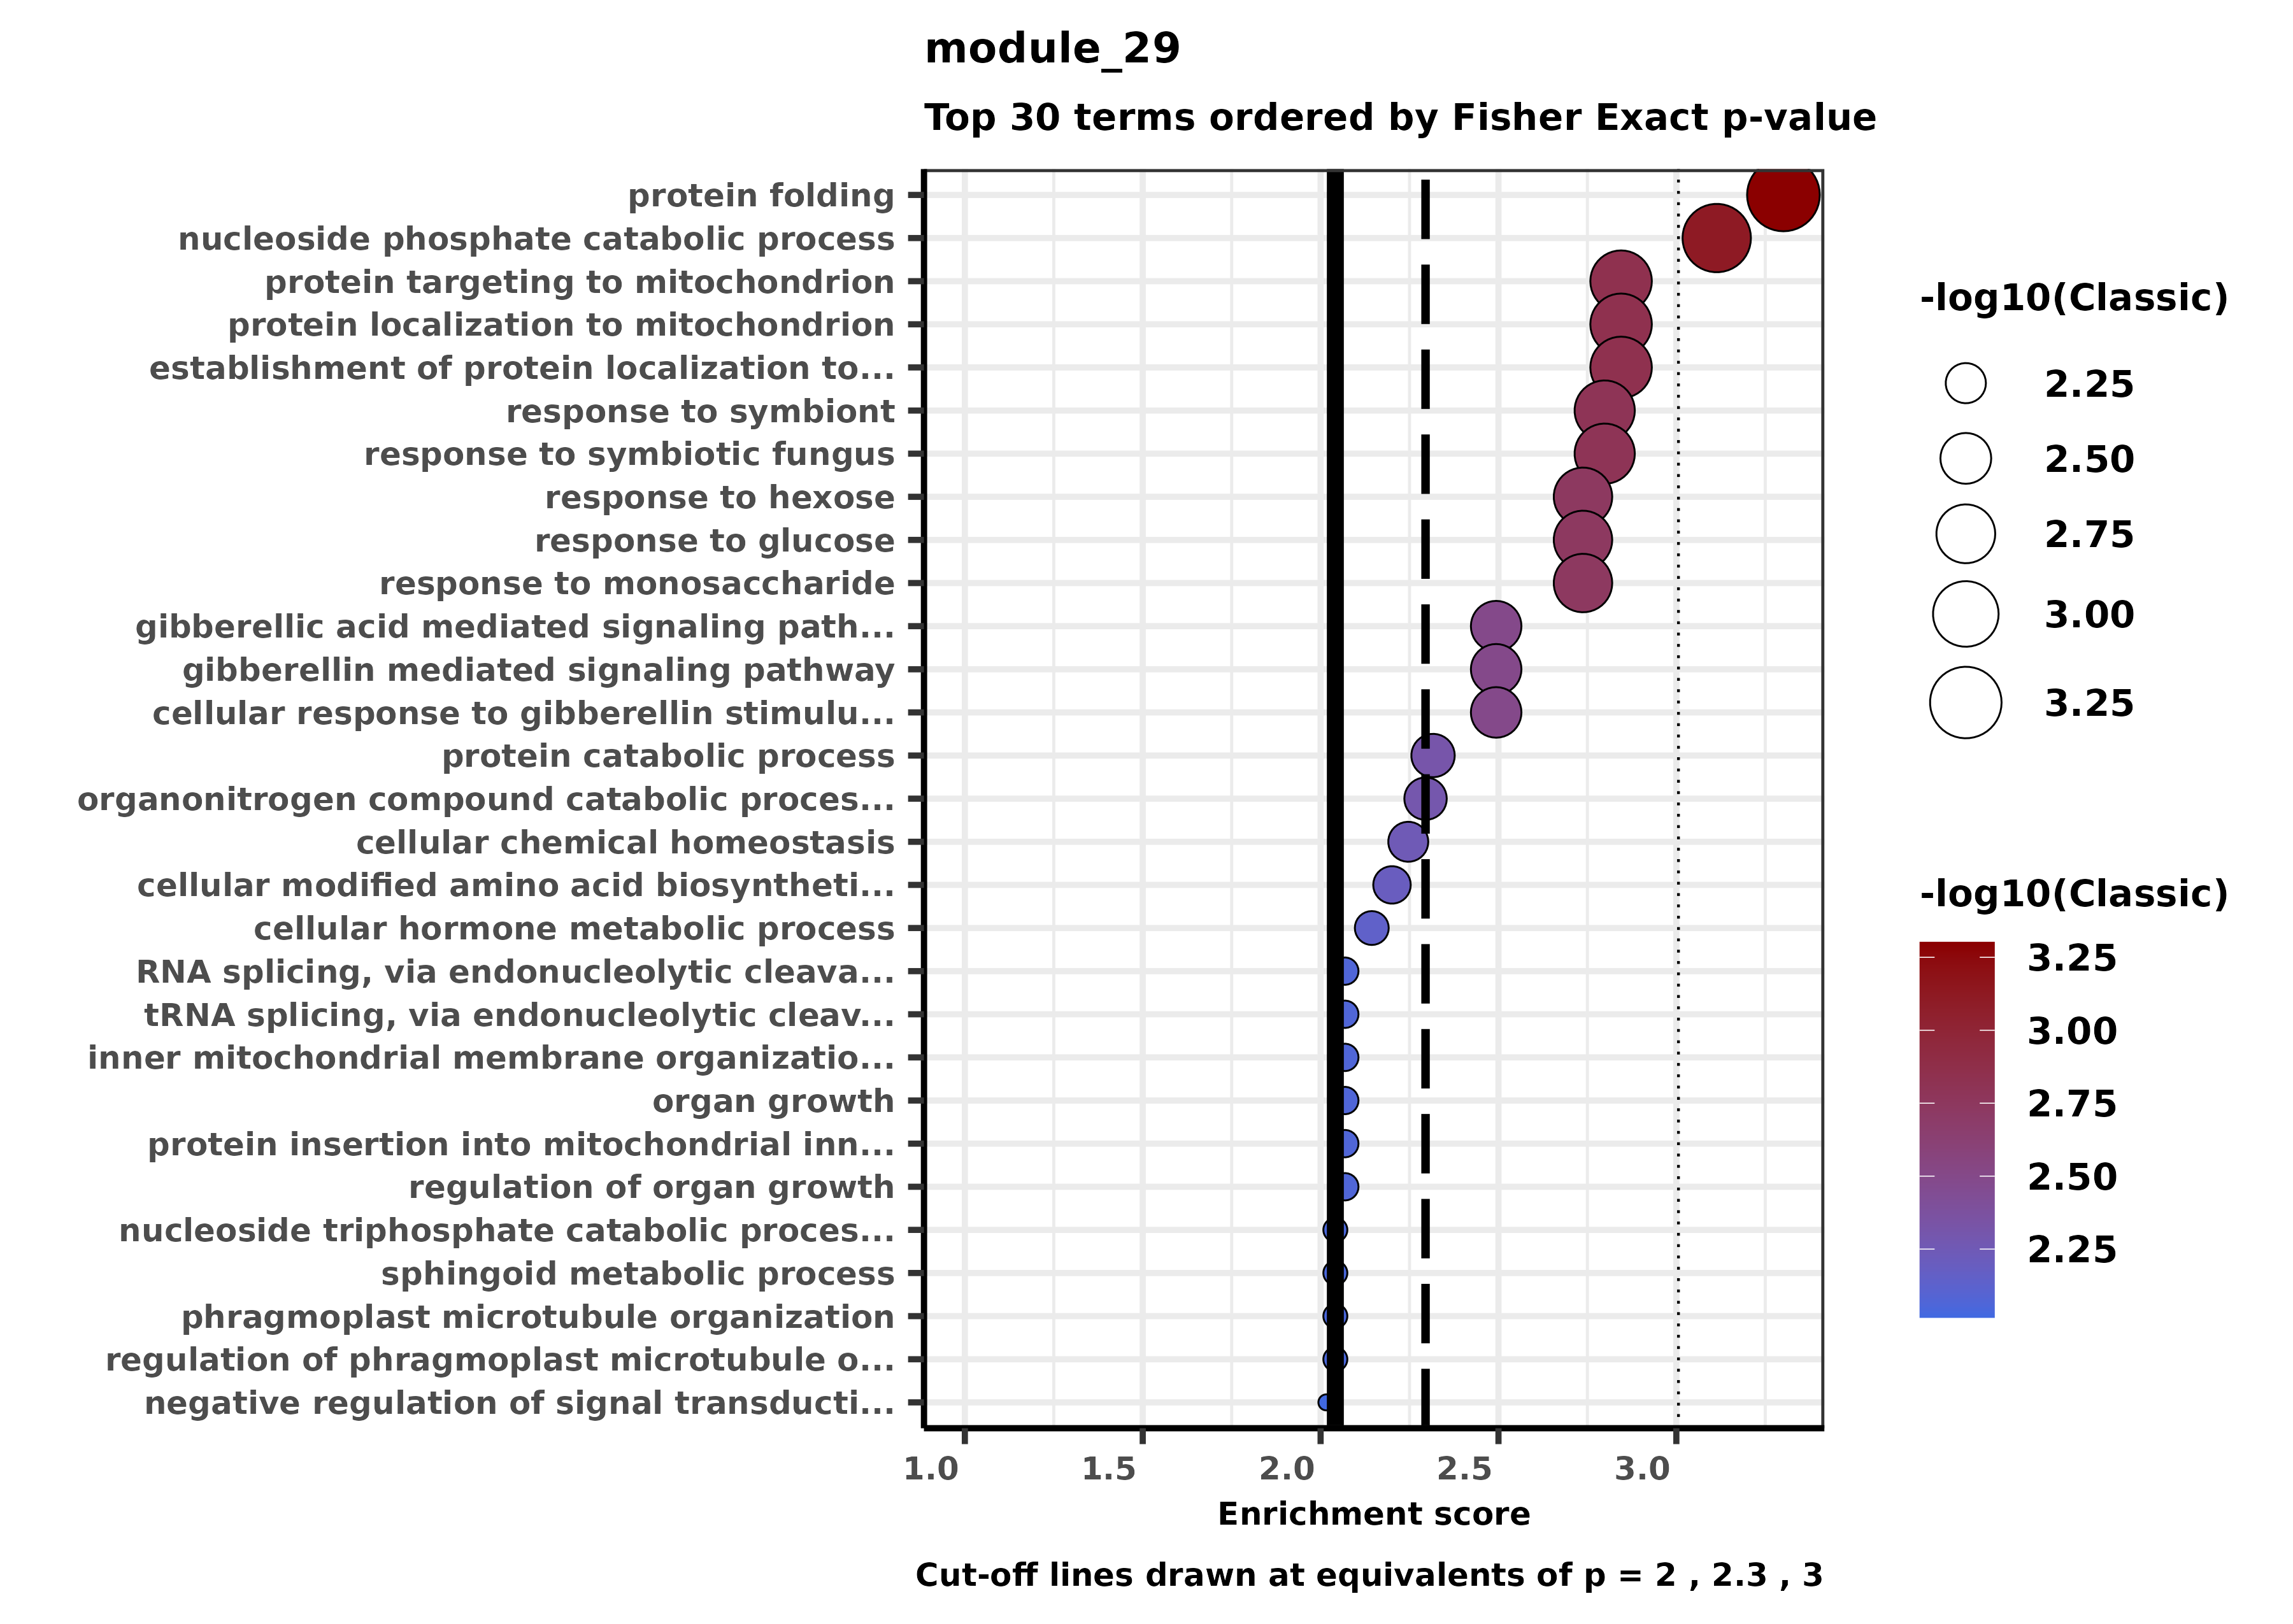 module_29
Top 30 terms ordered by Fisher Exact p-value
protein folding
nucleoside phosphate catabolic process
protein targeting to mitochondrion
protein localization to mitochondrion
establishment of protein localization to...
response to symbiont
response to symbiotic fungus
response to hexose
response to glucose
response to monosaccharide
gibberellic acid mediated signaling path...
gibberellin mediated signaling pathway
cellular response to gibberellin stimulu...
protein catabolic process
organonitrogen compound catabolic proces...
cellular chemical homeostasis
cellular modified amino acid biosyntheti...
cellular hormone metabolic process
RNA splicing, via endonucleolytic cleava...
tRNA splicing, via endonucleolytic cleav...
inner mitochondrial membrane organizatio...
organ growth
protein insertion into mitochondrial inn...
regulation of organ growth
nucleoside triphosphate catabolic proces...
sphingoid metabolic process
phragmoplast microtubule organization
regulation of phragmoplast microtubule o...
negative regulation of signal transducti...
1.0 1.5 2.0 2.5 3.0
Enrichment score
Cut-off lines drawn at equivalents of p = 2 , 2.3 , 3
-log10(Classic)
2.25
2.50
2.75
3.00
3.25
-log10(Classic)
3.25
3.00
2.75
2.50
2.25